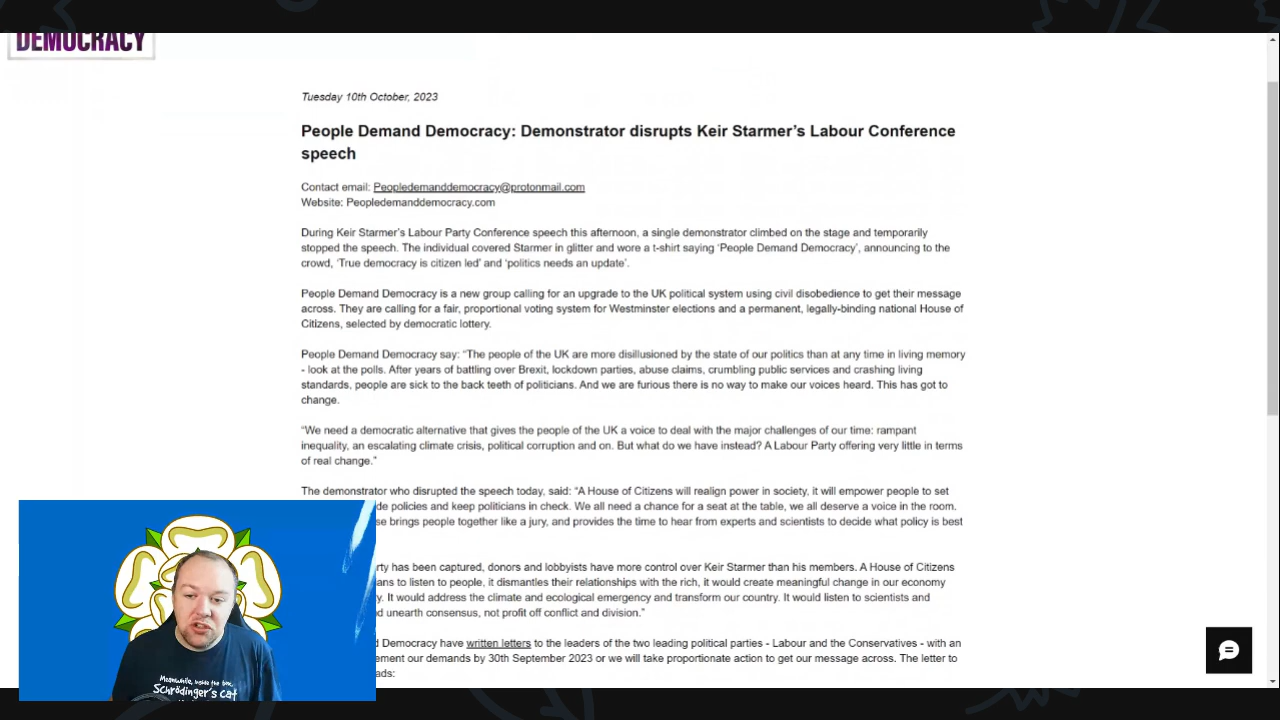 DEMOCRACY
Tuesday 10th October, 2023
People Demand Democracy: Demonstrator disrupts Keir Starmer’s Labour Conference
speech
Contact email: Peopledemanddemocracy@protonmail.com
Website: Peopledemanddemocracy.com
During Keir Starmer’s Labour Party Conference speech this afternoon, a single demonstrator climbed on the stage and temporarily
stopped the speech. The individual covered Starmer in glitter and wore a t-shirt saying ‘People Demand Democracy’, announcing to the
crowd, ‘True democracy is citizen led’ and ‘politics needs an update’.
People Demand Democracy is a new group calling for an upgrade to the UK political system using civil disobedience to get their message
across. They are calling for a fair, proportional voting system for Westminster elections and a permanent, legally-binding national House of
Citizens, selected by democratic lottery.
People Demand Democracy say: “The people of the UK are more disillusioned by the state of our politics than at any time in living memory
- look at the polls. After years of battling over Brexit, lockdown parties, abuse claims, crumbling public services and crashing living
standards, people are sick to the back teeth of politicians. And we are furious there is no way to make our voices heard. This has got to
change.
“We need a democratic alternative that gives the people of the UK a voice to deal with the major challenges of our time: rampant
inequality, an escalating climate crisis, political corruption and on. But what do we have instead? A Labour Party offering very little in terms
of real change.”
The demonstrator who disrupted the speech today, said: “A House of Citizens will realign power in society, it will empower people to set
de policies and keep politicians in check. We all need a chance for a seat at the table, we all deserve a voice in the room.
se brings people together like a jury, and provides the time to hear from experts and scientists to decide what policy is best
rty has been captured, donors and lobbyists have more control over Keir Starmer than his members. A House of Citizens
ans to listen to people, it dismantles their relationships with the rich, it would create meaningful change in our economy
y. It would address the climate and ecological emergency and transform our country. It would listen to scientists and
d unearth consensus, not profit off conflict and division.”
d Democracy have written letters to the leaders of the two leading political parties - Labour and the Conservatives - with an
ement our demands by 30th September 2023 or we will take proportionate action to get our message across. The letter to
ads:
Meanwhile, inside the box,
Schrödinger's cat